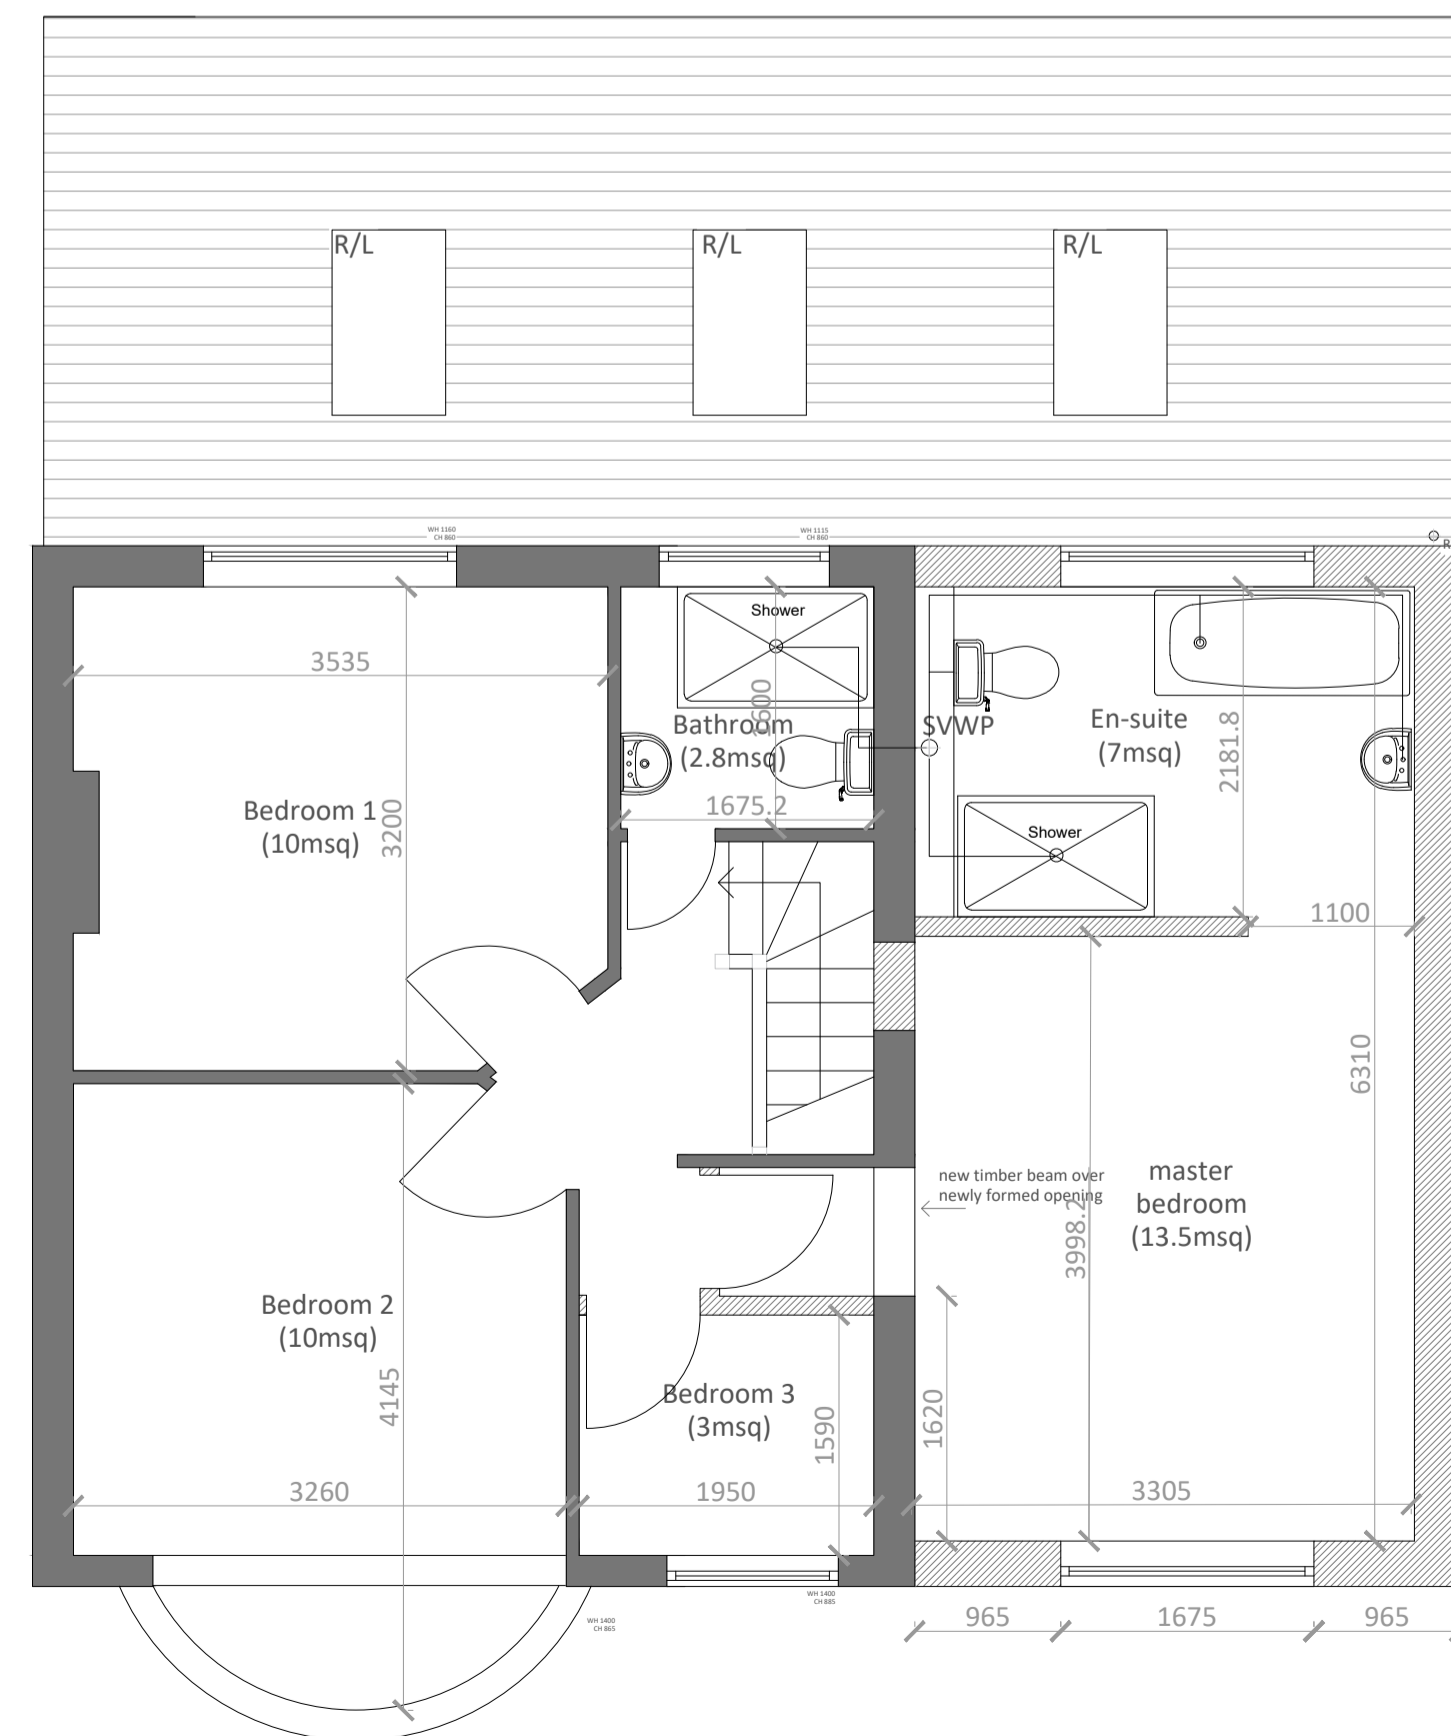 R/L
R/L
R/L
WH 1160
CH 860
WH 1115
CH 860
R
3535
Shower
1600
Bathroom
(2.8msq)
1675.2
SVWP
En-suite
(7msq)
2181.8
Shower
1100
Bedroom 1
(10msq)
3200
6310
new timber beam over
newly formed opening
master
bedroom
(13.5msq)
3998.2
Bedroom 2
(10msq)
4145
Bedroom 3
(3msq)
1590
1620
3260
1950
3305
WH 1400
CH 885
WH 1400
CH 865
965
1675
965